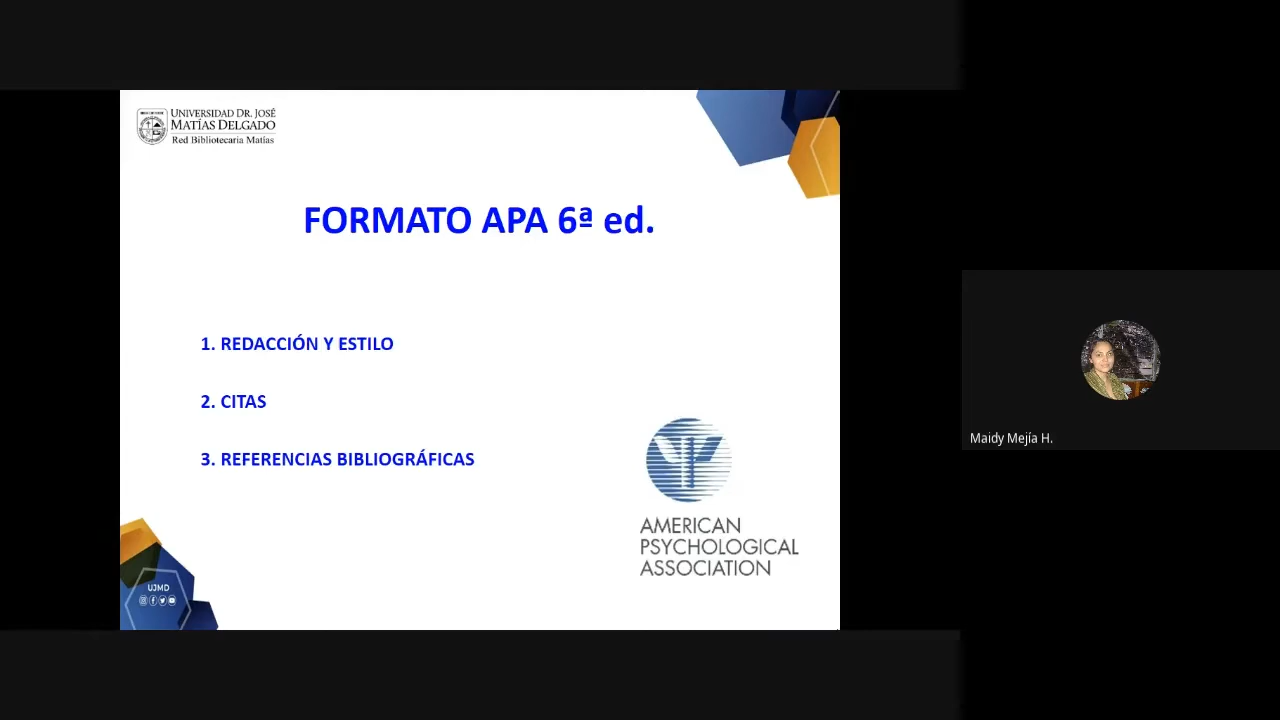 UNIVERSIDAD DR. JOSÉ
MATÍAS DELGADO
Red Bibliotecaria Matías
FORMATO APA 6ª ed.
1. REDACCIÓN Y ESTILO
2. CITAS
3. REFERENCIAS BIBLIOGRÁFICAS
AMERICAN
PSYCHOLOGICAL
ASSOCIATION
UJMD
Maidy Mejía H.